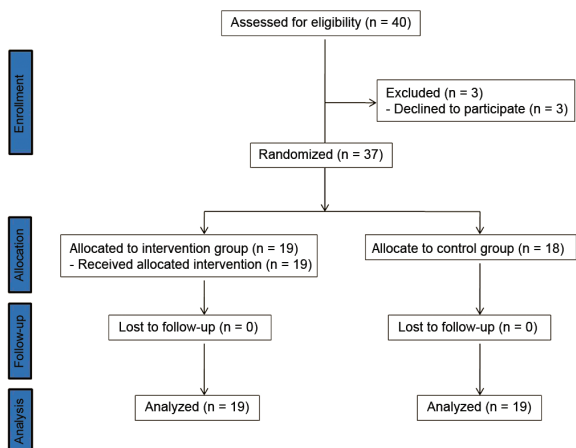 Assessed for eligibility (n = 40)
Enrollment
Excluded (n = 3)
- Declined to participate (n = 3)
Randomized (n = 37)
Allocation
Allocated to intervention group (n = 19)
- Received allocated intervention (n = 19)
Allocate to control group (n = 18)
Follow-up
Lost to follow-up (n = 0)
Lost to follow-up (n = 0)
Analysis
Analyzed (n = 19)
Analyzed (n = 19)